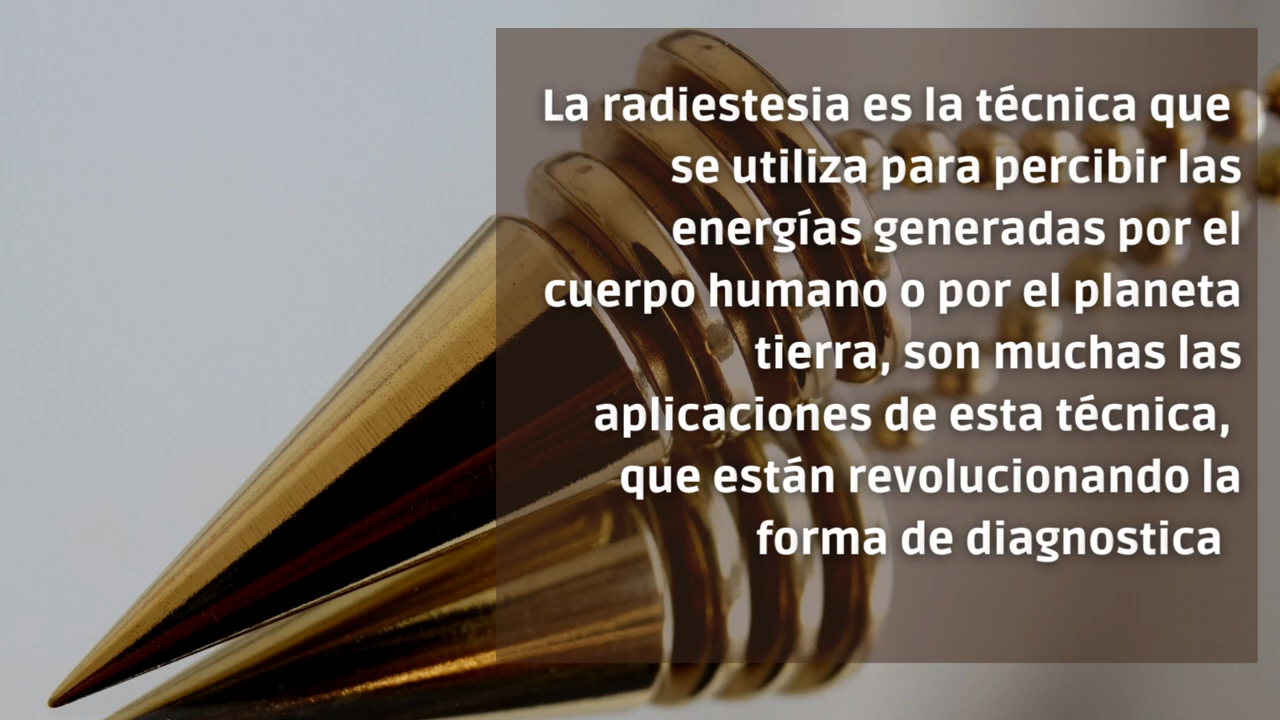 La radiestesia es la técnica que
se utiliza para percibir las
energías generadas por el
cuerpo humano o por el planeta
tierra, son muchas las
aplicaciones de esta técnica,
que están revolucionando la
forma de diagnostica